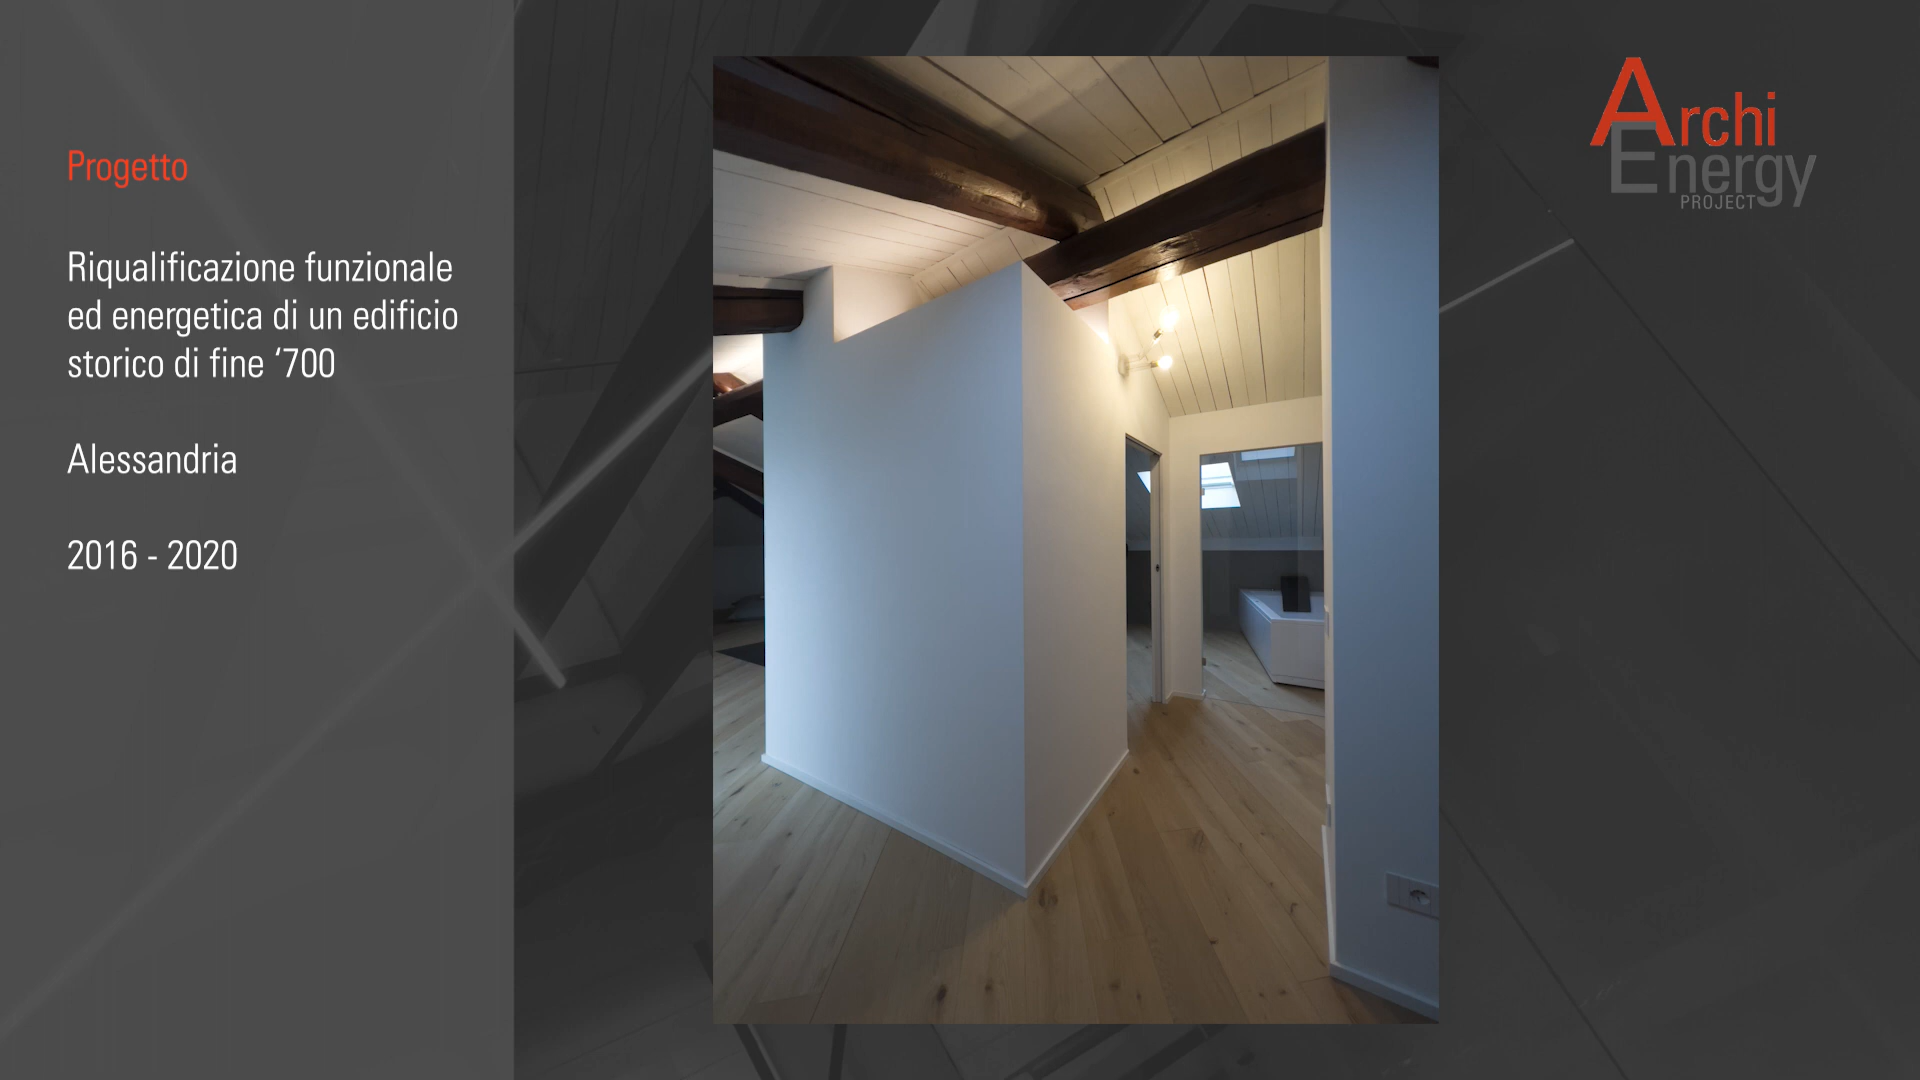 Progetto
Riqualificazione funzionale
ed energetica di un edificio
storico di fine ‘700
Alessandria
2016 - 2020
Archi
Energy
PROJECT